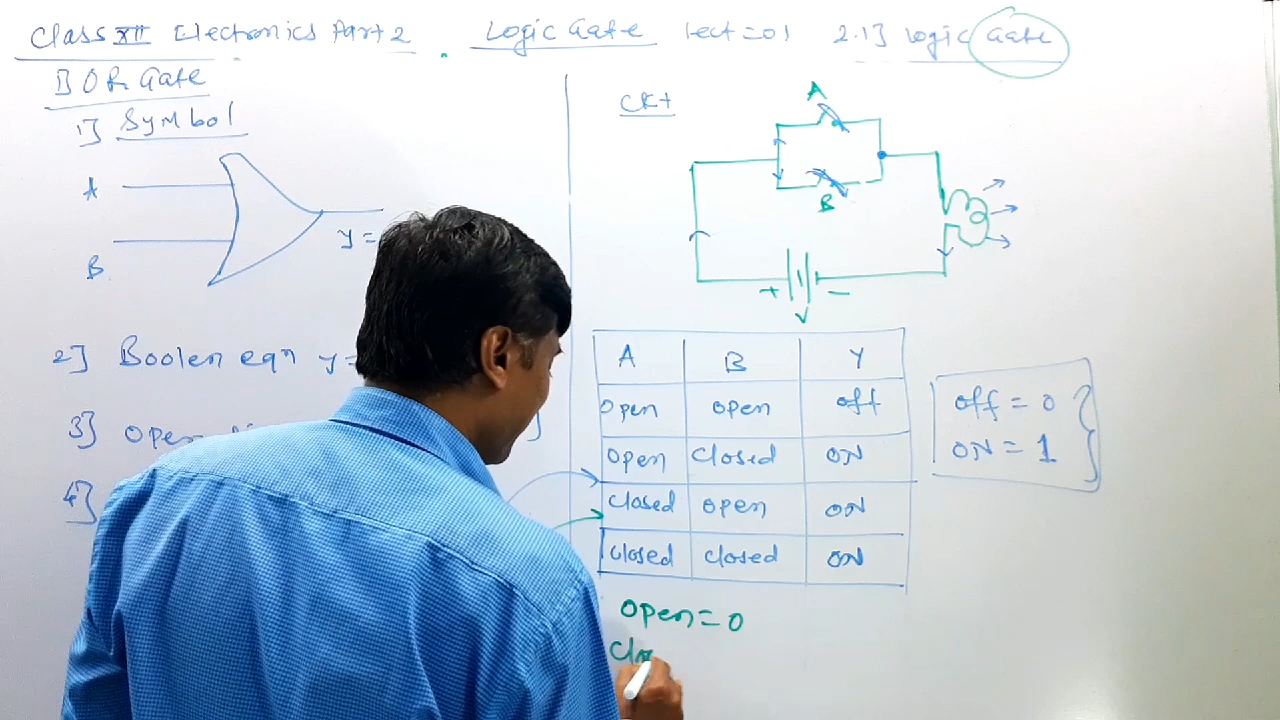 Class XII Electronics Part 2 Logic Gate Lect = 01 2.1] Logic Gate
1] OR Gate
1] Symbol
A
B
y =
2] Boolen eqn y =
3]
4]
CKT
A
B
+ −
A B Y
open open off
open closed ON
closed open ON
closed closed ON
off = 0
ON = 1
open = 0